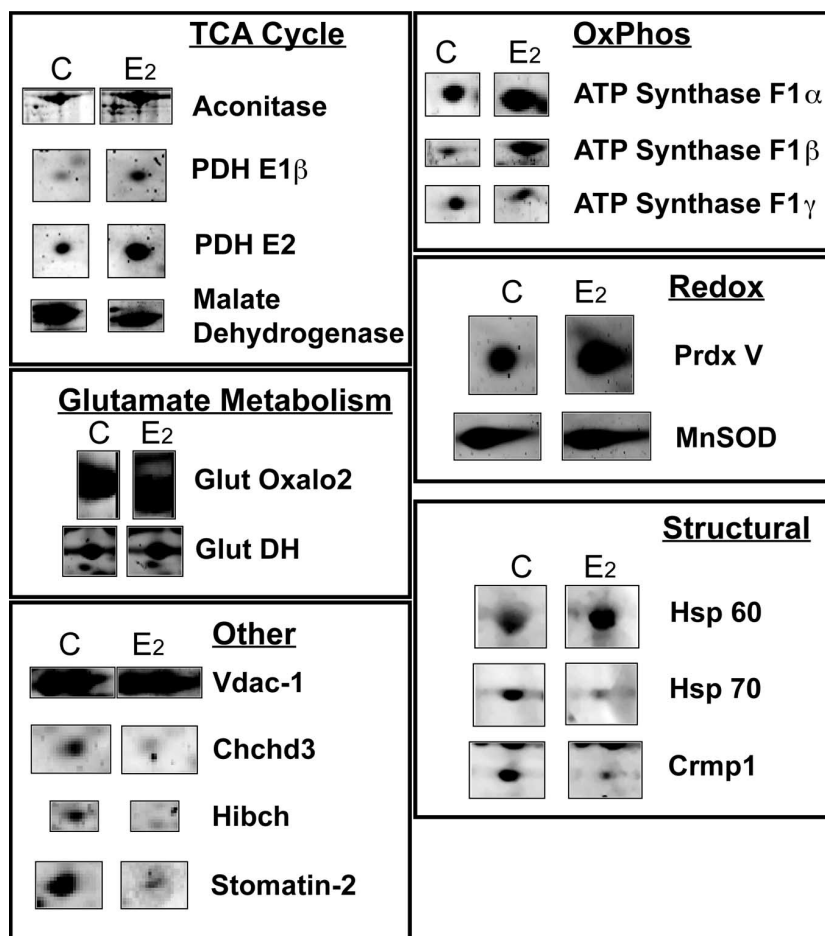 TCA Cycle
C E2
Aconitase
PDH E1β
PDH E2
Malate
Dehydrogenase
Glutamate Metabolism
C E2
Glut Oxalo2
Glut DH
Other
C E2
Vdac-1
Chchd3
Hibch
Stomatin-2
OxPhos
C E2
ATP Synthase F1α
ATP Synthase F1β
ATP Synthase F1γ
Redox
C E2
Prdx V
MnSOD
Structural
C E2
Hsp 60
Hsp 70
Crmp1